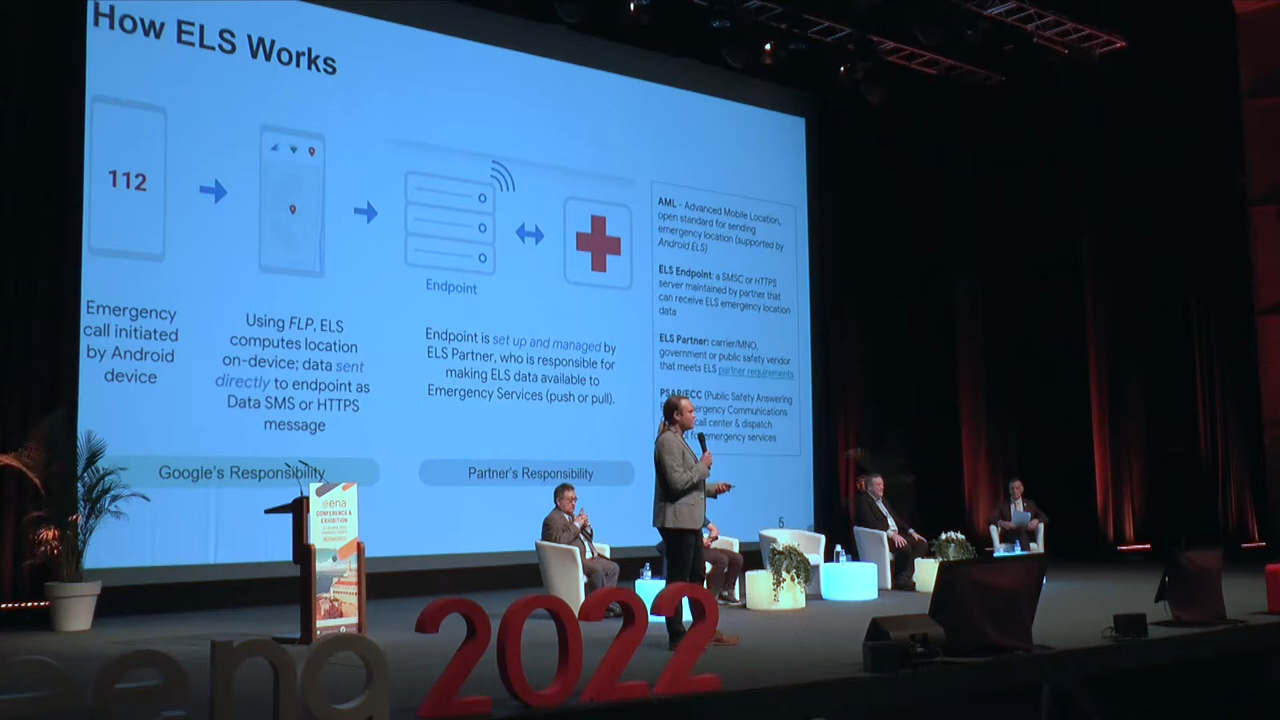 How ELS Works
112
Emergency
call initiated
by Android
device
Using FLP, ELS
computes location
on-device; data sent
directly to endpoint as
Data SMS or HTTPS
message
Google's Responsibility
Endpoint
Endpoint is set up and managed by
ELS Partner, who is responsible for
making ELS data available to
Emergency Services (push or pull).
Partner's Responsibility
AML - Advanced Mobile Location,
open standard for sending
emergency location (supported by
Android ELS)
ELS Endpoint: a SMSC or HTTPS
server maintained by partner that
can receive ELS emergency location
data
ELS Partner: carrier/MNO,
government or public safety vendor
that meets ELS partner requirements
PSAP/ECC (Public Safety Answering
Communications
call center & dispatch
emergency services
5
eena
CONFERENCE &
EXHIBITION
eena 2022